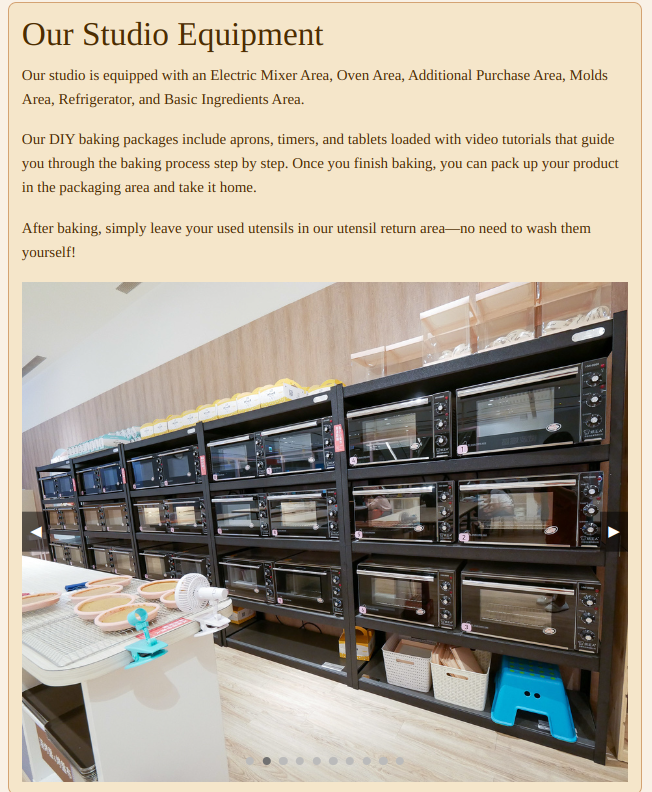 Our Studio Equipment
Our studio is equipped with an Electric Mixer Area, Oven Area, Additional Purchase Area, Molds
Area, Refrigerator, and Basic Ingredients Area.
Our DIY baking packages include aprons, timers, and tablets loaded with video tutorials that guide
you through the baking process step by step. Once you finish baking, you can pack up your product
in the packaging area and take it home.
After baking, simply leave your used utensils in our utensil return area—no need to wash them
yourself!